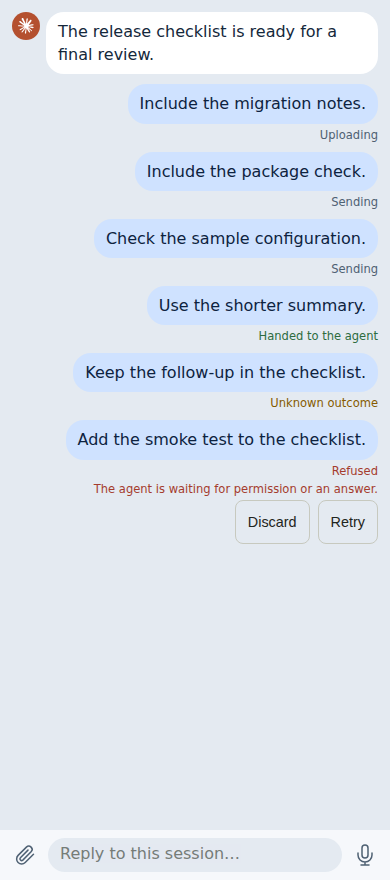 The release checklist is ready for a
final review.
Include the migration notes.
Uploading
Include the package check.
Sending
Check the sample configuration.
Sending
Use the shorter summary.
Handed to the agent
Keep the follow-up in the checklist.
Unknown outcome
Add the smoke test to the checklist.
Refused
The agent is waiting for permission or an answer.
Discard Retry
Reply to this session...